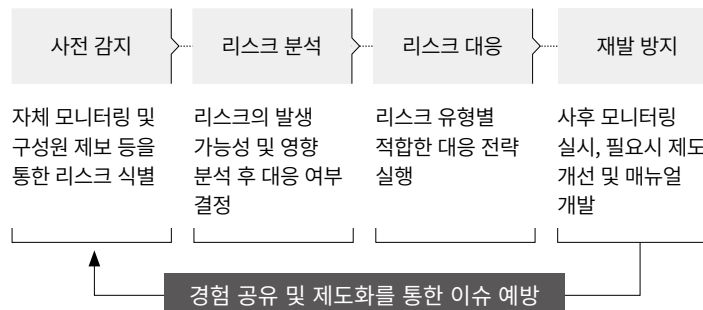 사전 감지
리스크 분석
리스크 대응
재발 방지
자체 모니터링 및
구성원 제보 등을
통한 리스크 식별
리스크의 발생
가능성 및 영향
분석 후 대응 여부
결정
리스크 유형별
적합한 대응 전략
실행
사후 모니터링
실시, 필요시 제도
개선 및 매뉴얼
개발
경험 공유 및 제도화를 통한 이슈 예방